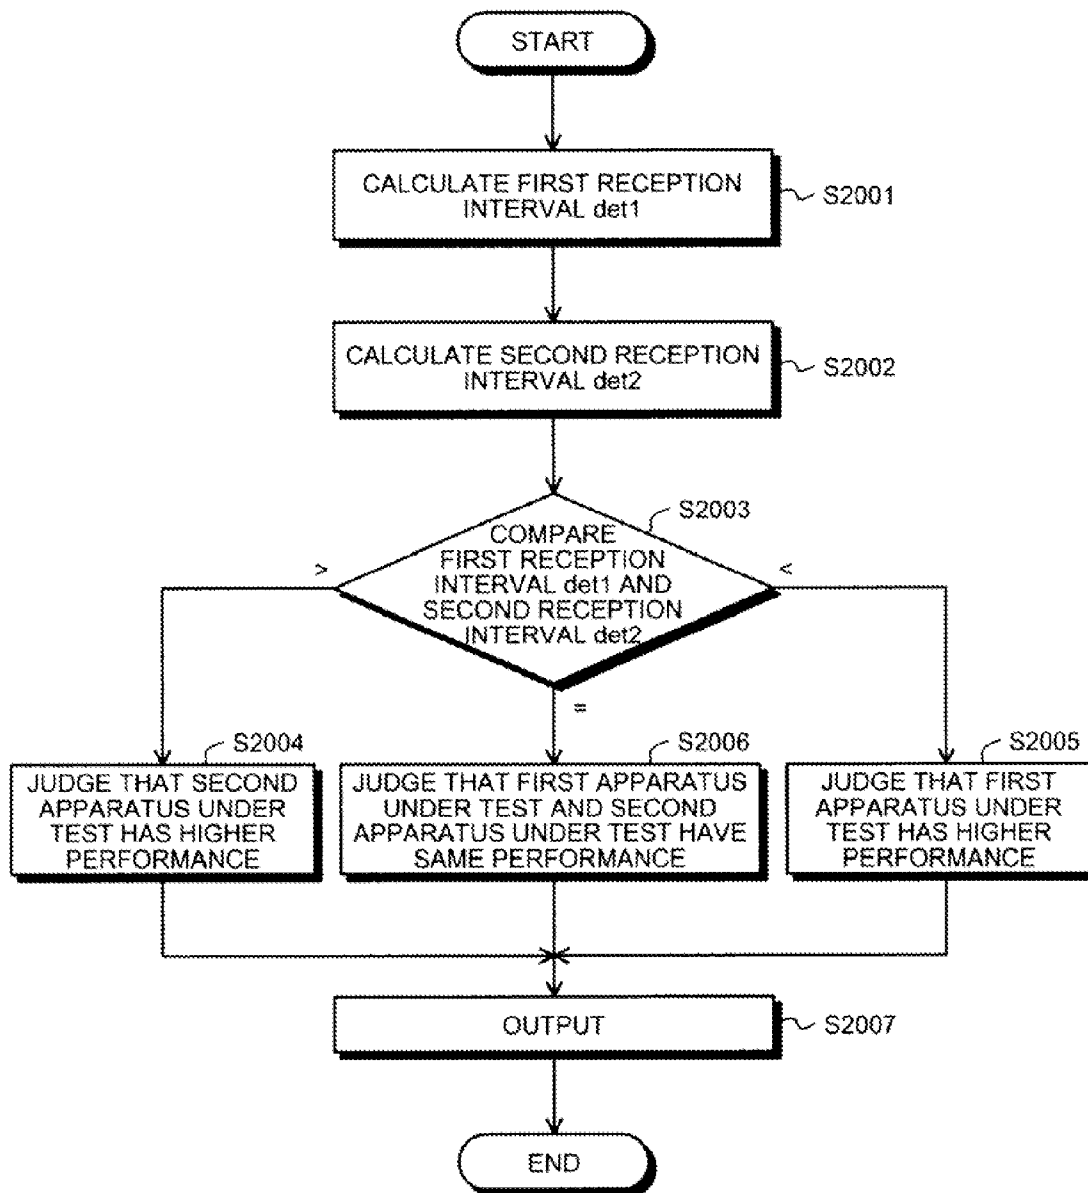 START
CALCULATE FIRST RECEPTION
INTERVAL det1
S2001
CALCULATE SECOND RECEPTION
INTERVAL det2
S2002
S2003
COMPARE
FIRST RECEPTION
INTERVAL det1 AND
SECOND RECEPTION
INTERVAL det2
>
<
=
S2004
JUDGE THAT SECOND
APPARATUS UNDER
TEST HAS HIGHER
PERFORMANCE
S2006
JUDGE THAT FIRST APPARATUS
UNDER TEST AND SECOND
APPARATUS UNDER TEST HAVE
SAME PERFORMANCE
S2005
JUDGE THAT FIRST
APPARATUS UNDER
TEST HAS HIGHER
PERFORMANCE
OUTPUT
S2007
END